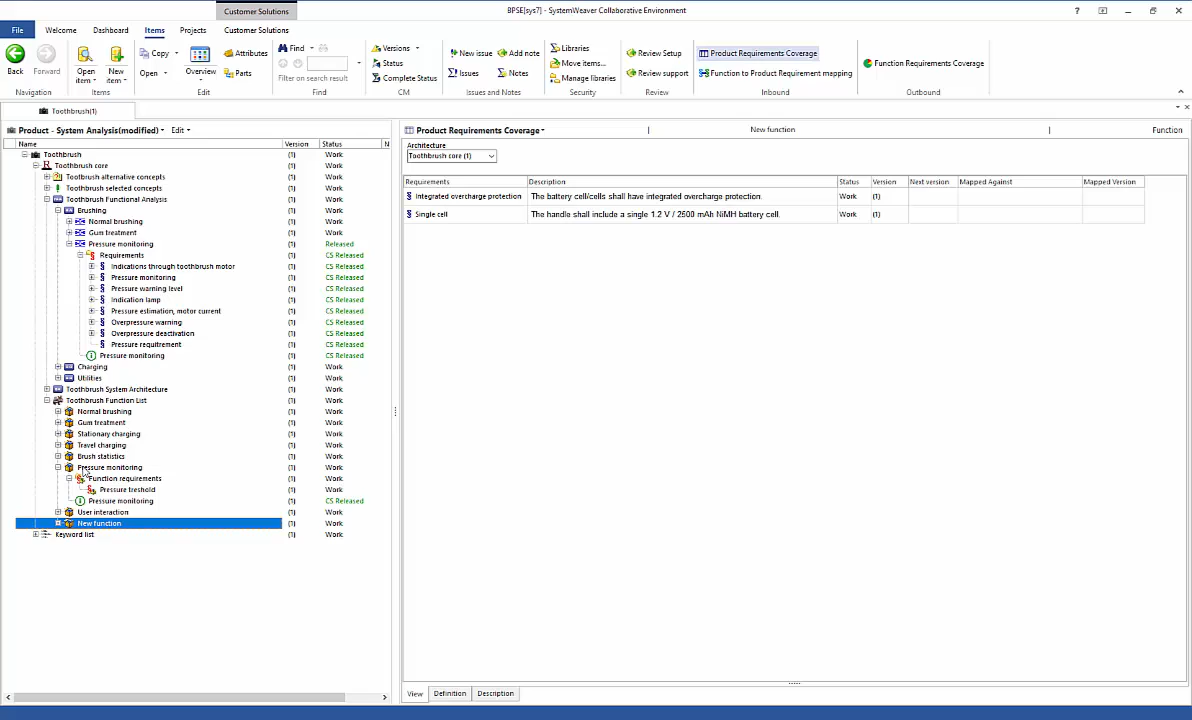 Customer Solutions
BPSE[sys7] - SystemWeaver Collaborative Environment
File Welcome Dashboard Items Projects Customer Solutions
Back Forward
Navigation
Open item New item
Items
Copy
Open
Overview
Attributes
Parts
Edit
Find
Filter on search result
Find
Versions
Status
Complete Status
CM
New issue Add note
Issues Notes
Issues and Notes
Libraries
Move items...
Manage libraries
Security
Review Setup
Review support
Review
Product Requirements Coverage
Function to Product Requirement mapping
Inbound
Function Requirements Coverage
Outbound
Toothbrush(1)
Product - System Analysis(modified) Edit
Name Version Status N
Toothbrush (1) Work
Toothbrush core (1) Work
Tootbrush alternative concepts (1) Work
Toothbrush selected concepts (1) Work
Toothbrush Functional Analysis (1) Work
Brushing (1) Work
Normal brushing (1) Work
Gum treatment (1) Work
Pressure monitoring (1) Released
Requirements (1) CS Released
Indications through toothbrush motor (1) CS Released
Pressure monitoring (1) CS Released
Pressure warning level (1) CS Released
Indication lamp (1) CS Released
Pressure estimation, motor current (1) CS Released
Overpressure warning (1) CS Released
Overpressure deactivation (1) CS Released
Pressure requitrement (1) CS Released
Pressure monitoring (1) CS Released
Charging (1) Work
Utilities (1) Work
Toothbrush System Architecture (1) Work
Toothbrush Function List (1) Work
Normal brushing (1) Work
Gum treatment (1) Work
Stationary charging (1) Work
Travel charging (1) Work
Brush statistics (1) Work
Pressure monitoring (1) Work
Function requirements (1) Work
Pressure treshold (1) Work
Pressure monitoring (1) CS Released
User interaction (1) Work
New function (1) Work
Keyword list (1) Work
Product Requirements Coverage New function Function
Architecture
Toothbrush core (1)
Requirements Description Status Version Next version Mapped Against Mapped Version
Integrated overcharge protection The battery cell/cells shall have integrated overcharge protection. Work (1)
Single cell The handle shall include a single 1.2 V / 2600 mAh NiMH battery cell. Work (1)
View Definition Description